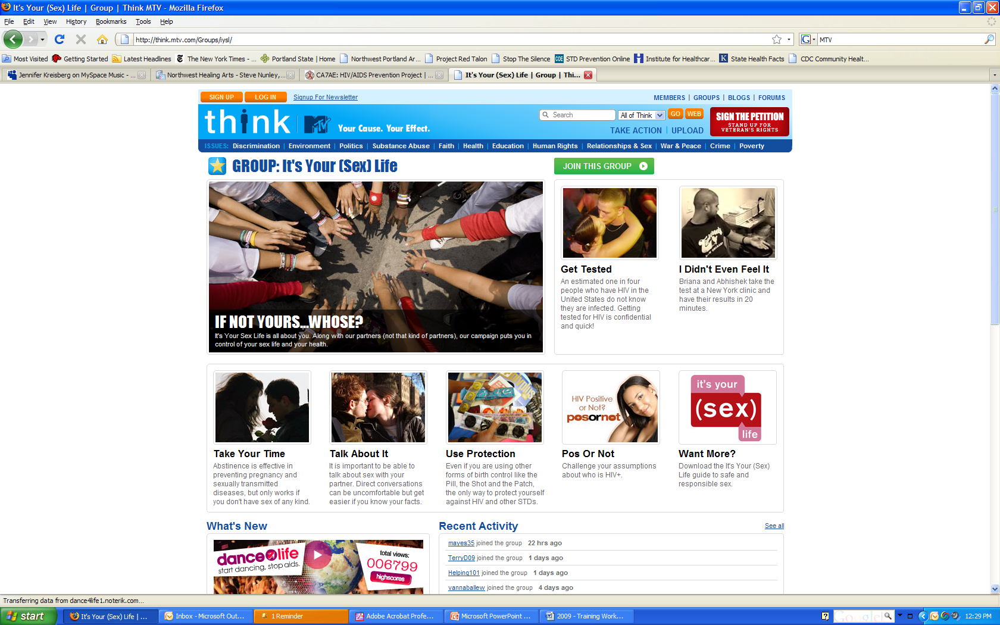 It's Your (Sex) Life | Group | Think MTV - Mozilla Firefox
File Edit View History Bookmarks Tools Help
http://think.mtv.com/Groups/iysl/
MTV
Most Visited Getting Started Latest Headlines The New York Times - ... Portland State | Home Northwest Portland Ar... Project Red Talon Stop The Silence STD Prevention Online Institute for Healthcar... State Health Facts CDC Community Healt...
Jennifer Kreisberg on MySpace Music - ... Northwest Healing Arts - Steve Nunley,... CA7AE: HIV/AIDS Prevention Project | ... It's Your (Sex) Life | Group | Thi...
SIGN UP LOG IN Signup For Newsletter MEMBERS | GROUPS | BLOGS | FORUMS
think MTV Your Cause. Your Effect.
Search All of Think GO WEB
TAKE ACTION | UPLOAD
SIGN THE PETITION
STAND UP FOR
VETERAN'S RIGHTS
ISSUES: Discrimination | Environment | Politics | Substance Abuse | Faith | Health | Education | Human Rights | Relationships & Sex | War & Peace | Crime | Poverty
GROUP: It's Your (Sex) Life
JOIN THIS GROUP
IF NOT YOURS...WHOSE?
It's Your Sex Life is all about you. Along with our partners (not that kind of partners), our campaign puts you in
control of your sex life and your health.
Get Tested
An estimated one in four
people who have HIV in the
United States do not know
they are infected. Getting
tested for HIV is confidential
and quick!
I Didn't Even Feel It
Briana and Abhishek take the
test at a New York clinic and
have their results in 20
minutes.
Take Your Time
Abstinence is effective in
preventing pregnancy and
sexually transmitted
diseases, but only works if
you don't have sex of any kind.
Talk About It
It is important to be able to
talk about sex with your
partner. Direct conversations
can be uncomfortable but get
easier if you know your facts.
Use Protection
Even if you are using other
forms of birth control like the
Pill, the Shot and the Patch,
the only way to protect yourself
against HIV and other STDs.
HIV Positive
or Not?
posornot
Pos Or Not
Challenge your assumptions
about who is HIV+.
it's your
(sex)
life
Want More?
Download the It's Your (Sex)
Life guide to safe and
responsible sex.
What's New
dance4life
start dancing, stop aids.
total views:
006799
highscores
Recent Activity See all
mayes35 joined the group 22 hrs ago
TerryD09 joined the group 1 days ago
Helping101 joined the group 1 days ago
vannaballew joined the group 4 days ago
Transferring data from dance4life1.noterik.com...
start It's Your (Sex) Life | ... Inbox - Microsoft Out... 1 Reminder Adobe Acrobat Profe... Microsoft PowerPoint ... 2009 - Training Work... Google 12:29 PM